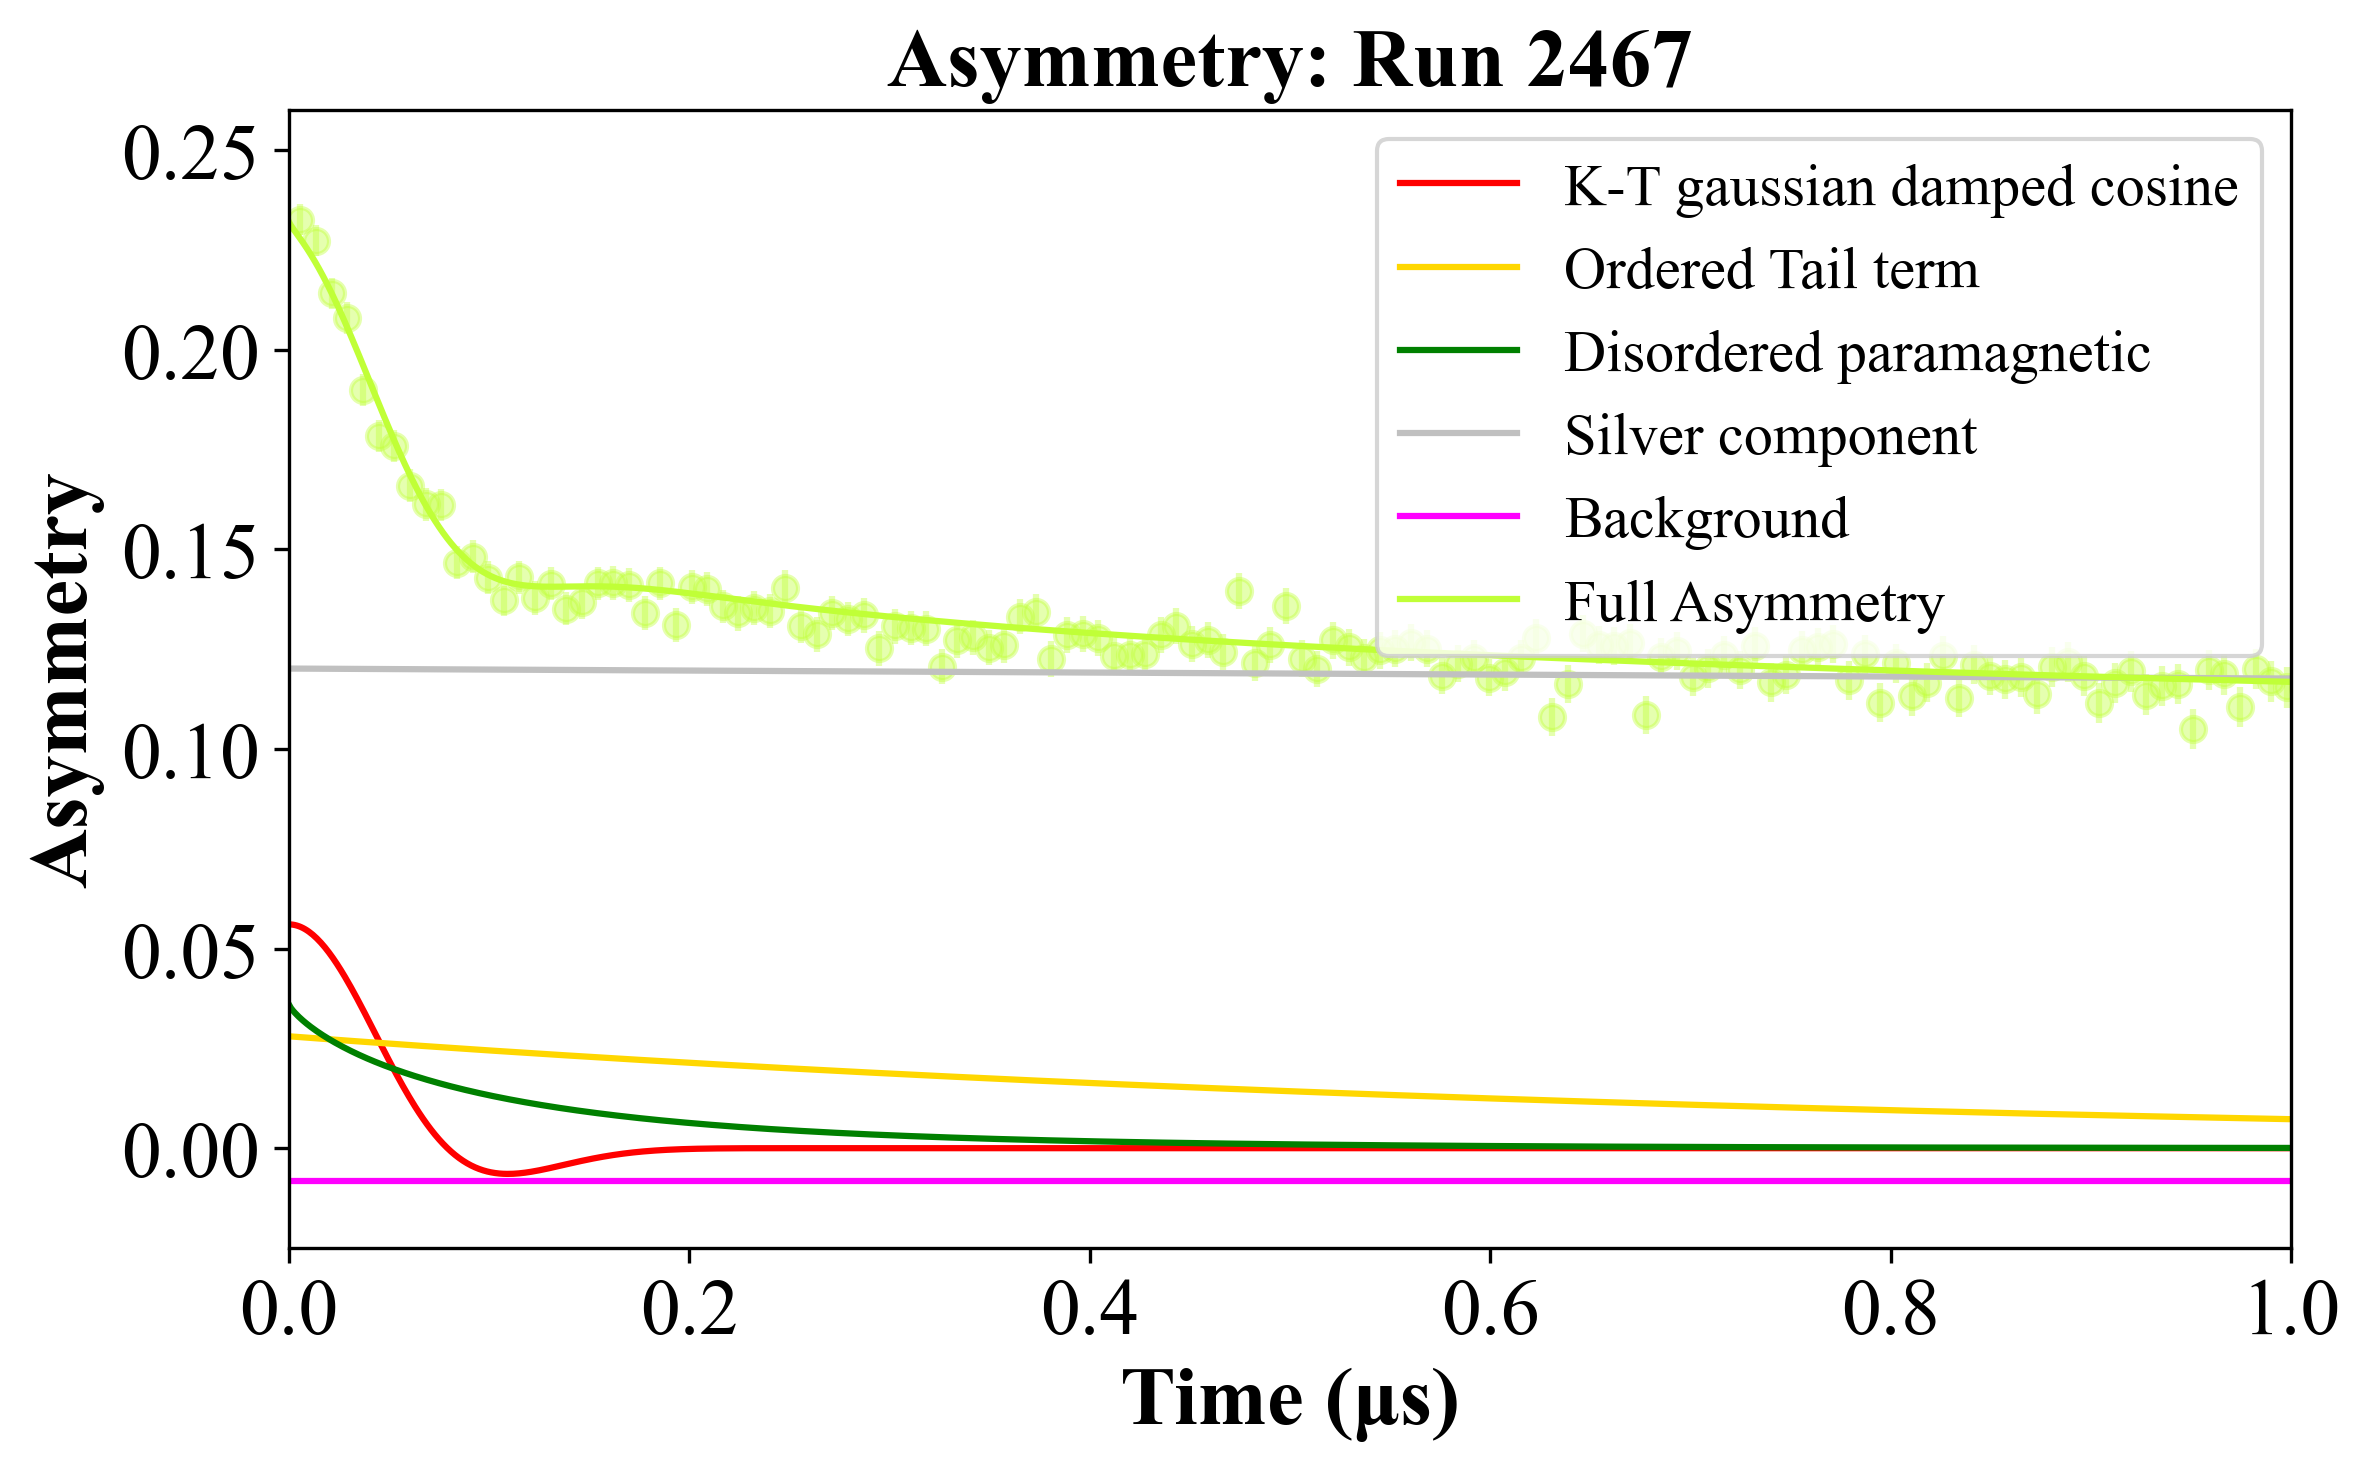 Asymmetry: Run 2467
0.25
0.20
0.15
0.10
0.05
0.00
Asymmetry
K-T gaussian damped cosine
Ordered Tail term
Disordered paramagnetic
Silver component
Background
Full Asymmetry
0.0 0.2 0.4 0.6 0.8 1.0
Time (μs)